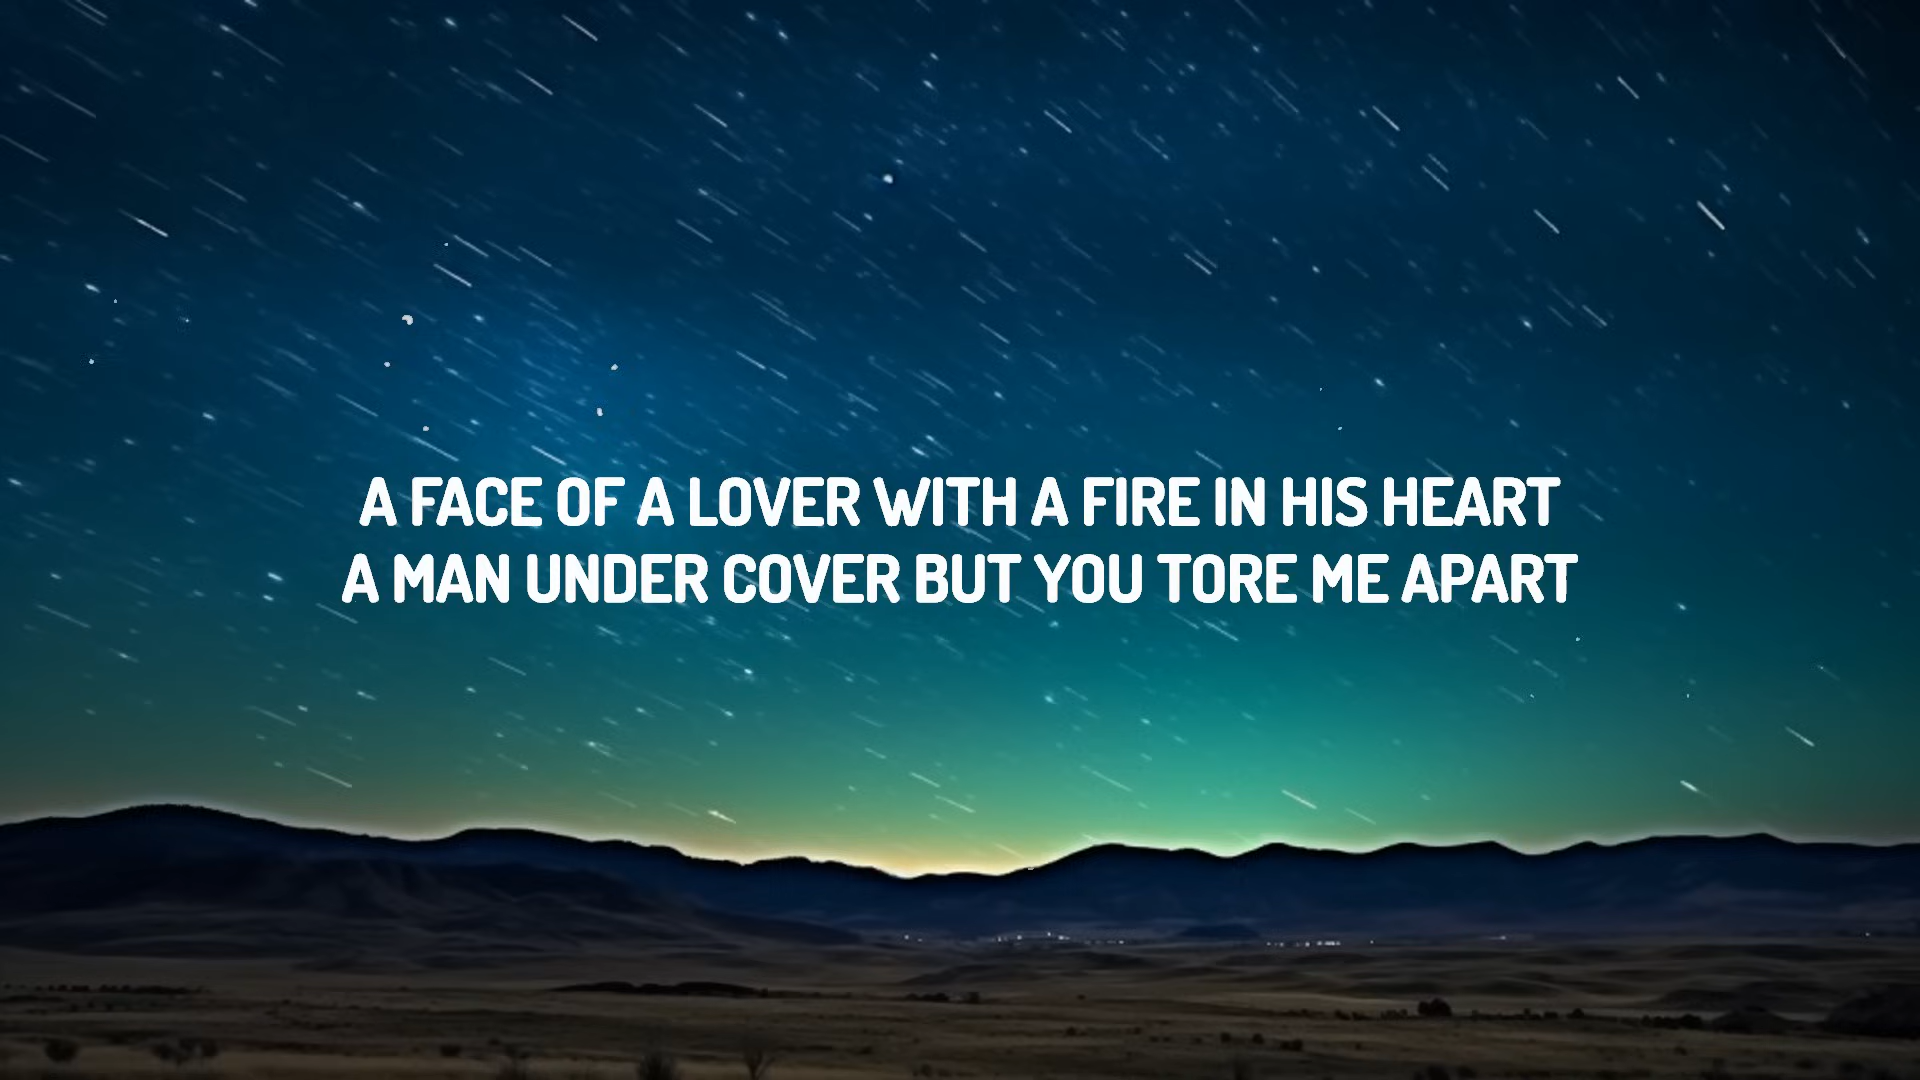 A FACE OF A LOVER WITH A FIRE IN HIS HEART
A MAN UNDER COVER BUT YOU TORE ME APART